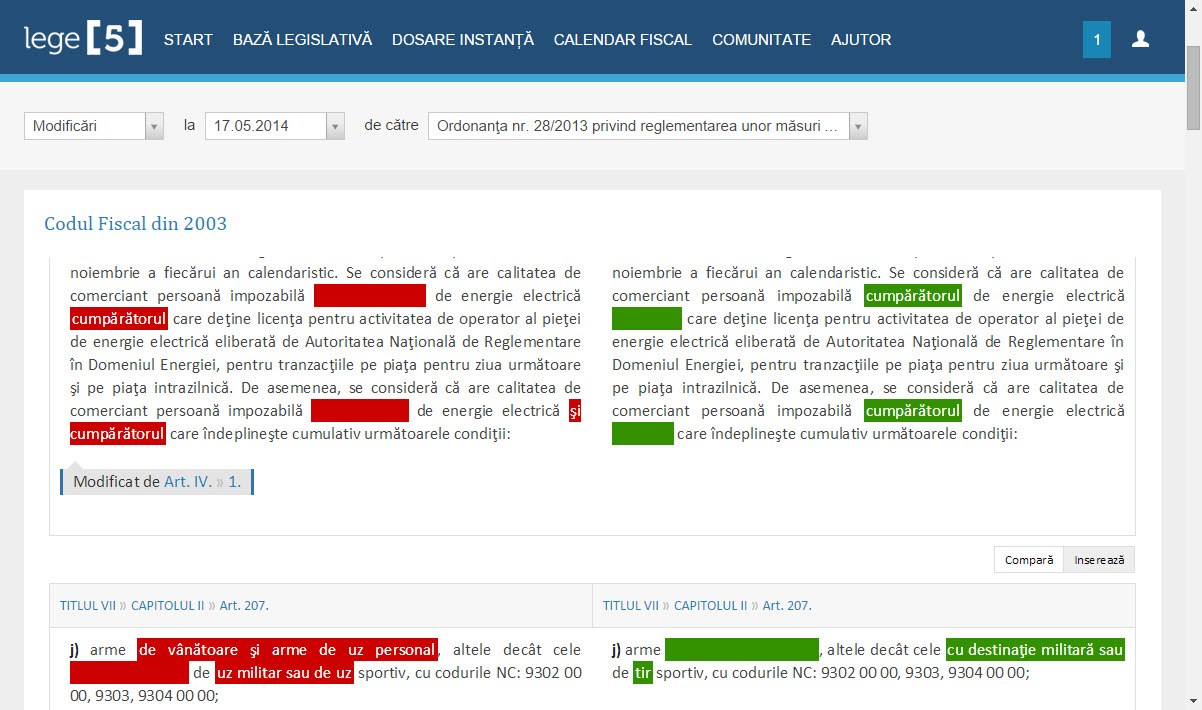 lege [5] START BAZĂ LEGISLATIVĂ DOSARE INSTANȚĂ CALENDAR FISCAL COMUNITATE AJUTOR 1
Modificări la 17.05.2014 de către Ordonanţa nr. 28/2013 privind reglementarea unor măsuri ...
Codul Fiscal din 2003
noiembrie a fiecărui an calendaristic. Se consideră că are calitatea de
comerciant persoană impozabilă de energie electrică
cumpărătorul care deţine licenţa pentru activitatea de operator al pieţei
de energie electrică eliberată de Autoritatea Naţională de Reglementare
în Domeniul Energiei, pentru tranzacţiile pe piaţa pentru ziua următoare
şi pe piaţa intrazilnică. De asemenea, se consideră că are calitatea de
comerciant persoană impozabilă de energie electrică şi
cumpărătorul care îndeplineşte cumulativ următoarele condiţii:
Modificat de Art. IV. » 1.
noiembrie a fiecărui an calendaristic. Se consideră că are calitatea de
comerciant persoană impozabilă cumpărătorul de energie electrică
care deţine licenţa pentru activitatea de operator al pieţei de
energie electrică eliberată de Autoritatea Naţională de Reglementare în
Domeniul Energiei, pentru tranzacţiile pe piaţa pentru ziua următoare şi
pe piaţa intrazilnică. De asemenea, se consideră că are calitatea de
comerciant persoană impozabilă cumpărătorul de energie electrică
care îndeplineşte cumulativ următoarele condiţii:
Compară Inserează
TITLUL VII » CAPITOLUL II » Art. 207.
j) arme de vânătoare şi arme de uz personal, altele decât cele
de uz militar sau de uz sportiv, cu codurile NC: 9302 00
00, 9303, 9304 00 00;
TITLUL VII » CAPITOLUL II » Art. 207.
j) arme , altele decât cele cu destinaţie militară sau
de tir sportiv, cu codurile NC: 9302 00 00, 9303, 9304 00 00;